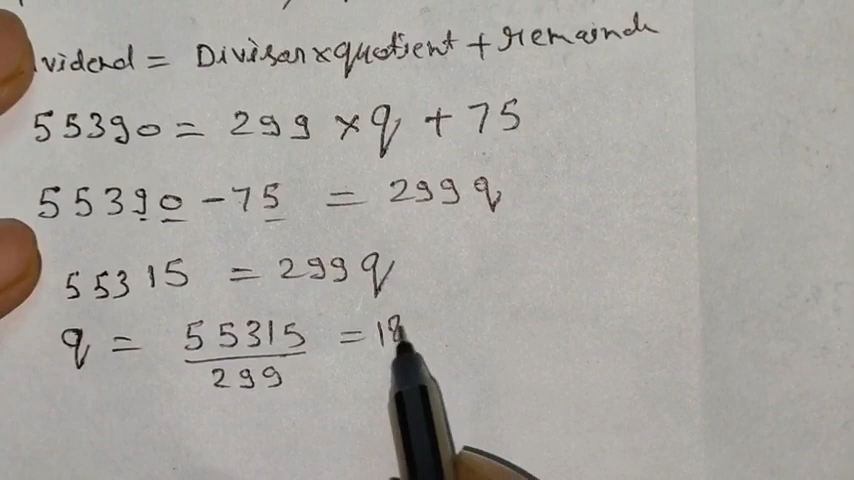 vidend = Divisor x quotient + remainde
55390 = 299 x q + 75
55390 - 75 = 299 q
55315 = 299 q
q = 55315 / 299 = 18